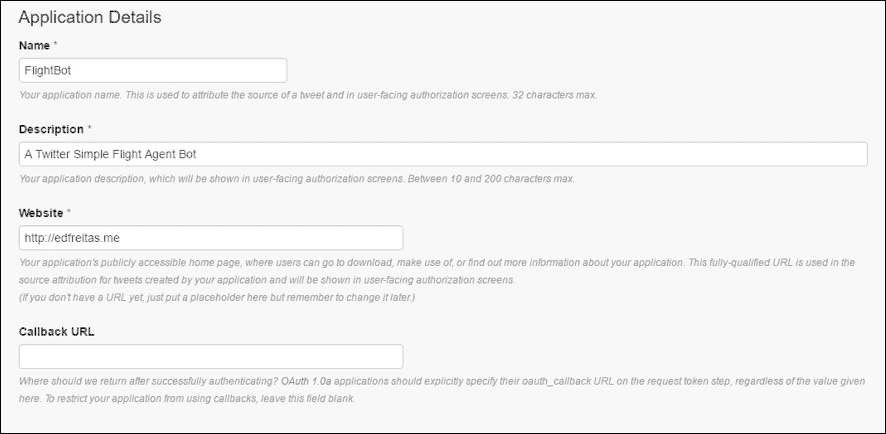 Application Details
Name *
FlightBot
Your application name. This is used to attribute the source of a tweet and in user-facing authorization screens. 32 characters max.
Description *
A Twitter Simple Flight Agent Bot
Your application description, which will be shown in user-facing authorization screens. Between 10 and 200 characters max.
Website *
http://edfreitas.me
Your application's publicly accessible home page, where users can go to download, make use of, or find out more information about your application. This fully-qualified URL is used in the
source attribution for tweets created by your application and will be shown in user-facing authorization screens.
(If you don't have a URL yet, just put a placeholder here but remember to change it later.)
Callback URL
Where should we return after successfully authenticating? OAuth 1.0a applications should explicitly specify their oauth_callback URL on the request token step, regardless of the value given
here. To restrict your application from using callbacks, leave this field blank.